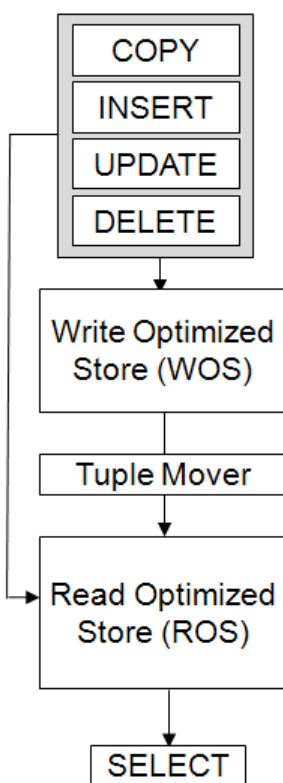 COPY
INSERT
UPDATE
DELETE
Write Optimized
Store (WOS)
Tuple Mover
Read Optimized
Store (ROS)
SELECT